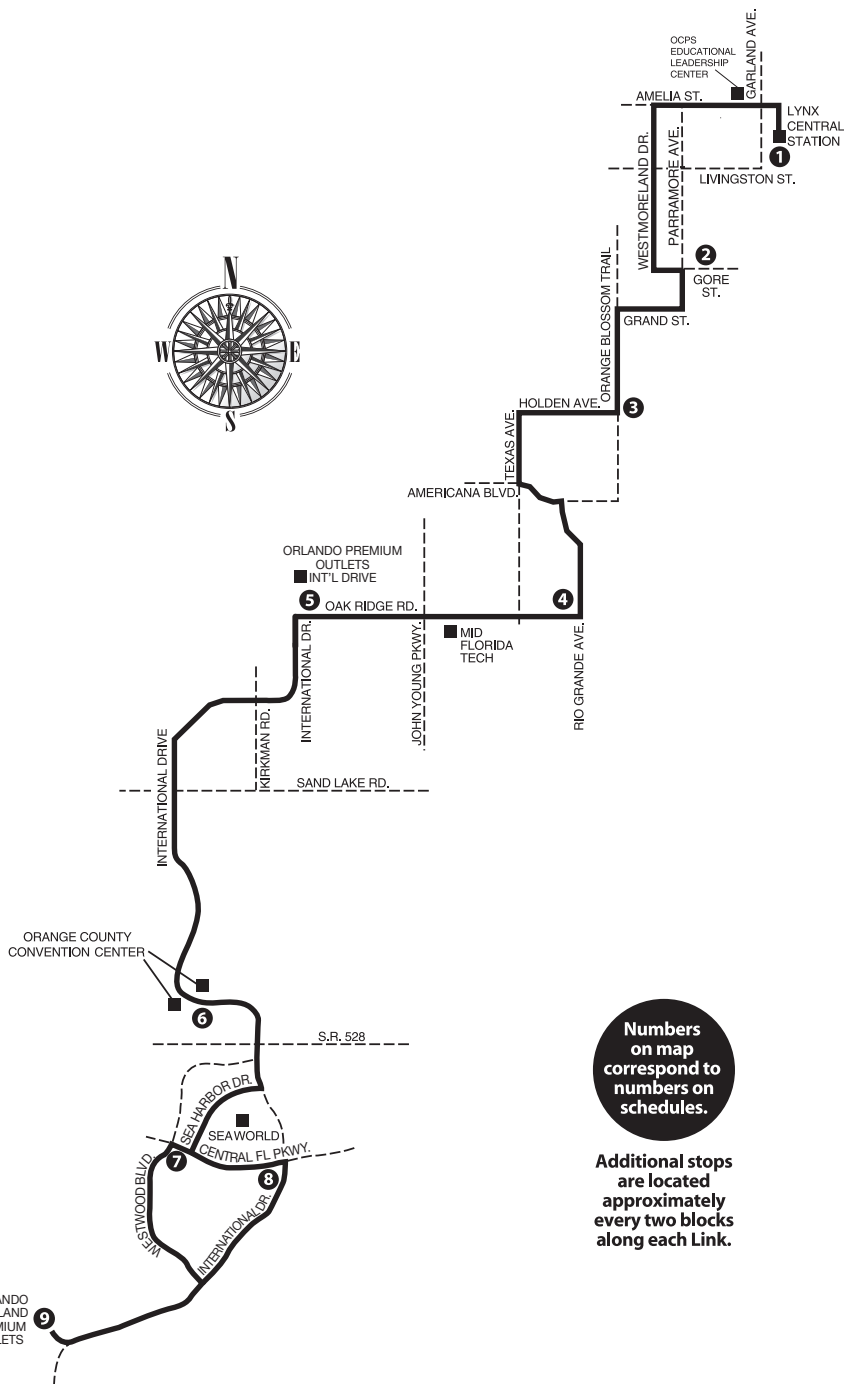 OCPS
EDUCATIONAL
LEADERSHIP
CENTER
GARLAND AVE.
AMELIA ST.
LYNX
CENTRAL
STATION
1
WESTMORELAND DR.
PARRAMORE AVE.
LIVINGSTON ST.
2
GORE
ST.
ORANGE BLOSSOM TRAIL
GRAND ST.
N
W
E
S
HOLDEN AVE.
3
TEXAS AVE.
AMERICANA BLVD.
ORLANDO PREMIUM
OUTLETS
INT'L DRIVE
5
OAK RIDGE RD.
4
MID
FLORIDA
TECH
INTERNATIONAL DR.
JOHN YOUNG PKWY.
RIO GRANDE AVE.
KIRKMAN RD.
SAND LAKE RD.
INTERNATIONAL DRIVE
ORANGE COUNTY
CONVENTION CENTER
6
S.R. 528
SEA HARBOR DR.
SEAWORLD
CENTRAL FL PKWY.
7
8
WESTWOOD BLVD.
INTERNATIONAL DR.
9
Numbers
on map
correspond to
numbers on
schedules.
Additional stops
are located
approximately
every two blocks
along each Link.